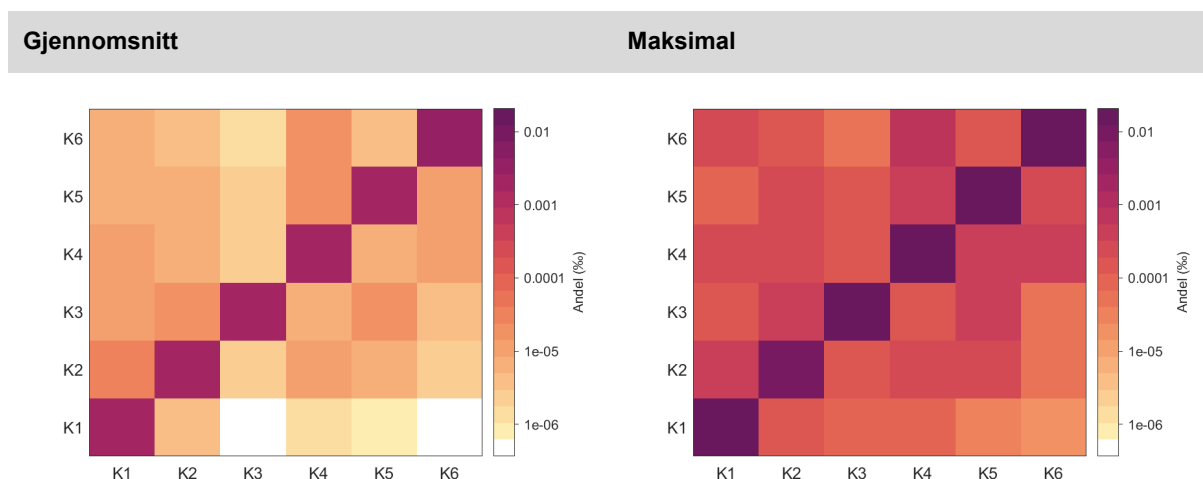 Gjennomsnitt
Maksimal
K6
K5
K4
K3
K2
K1
K1 K2 K3 K4 K5 K6
0.01
0.001
0.0001
1e-05
1e-06
Andel (‰)
K6
K5
K4
K3
K2
K1
K1 K2 K3 K4 K5 K6
0.01
0.001
0.0001
1e-05
1e-06
Andel (‰)